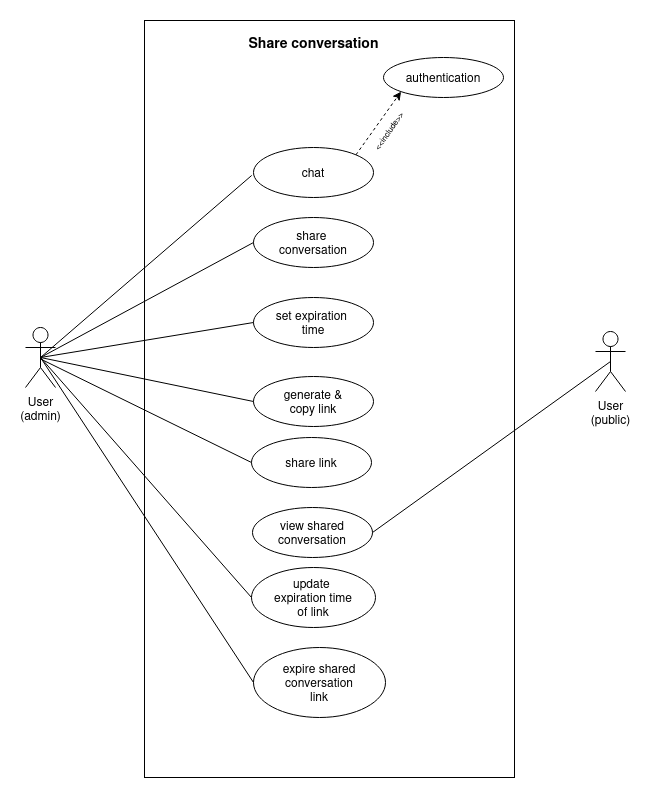 Share conversation
authentication
<<include>>
chat
share
conversation
set expiration
time
generate &
copy link
User
(admin)
User
(public)
share link
view shared
conversation
update
expiration time
of link
expire shared
conversation
link